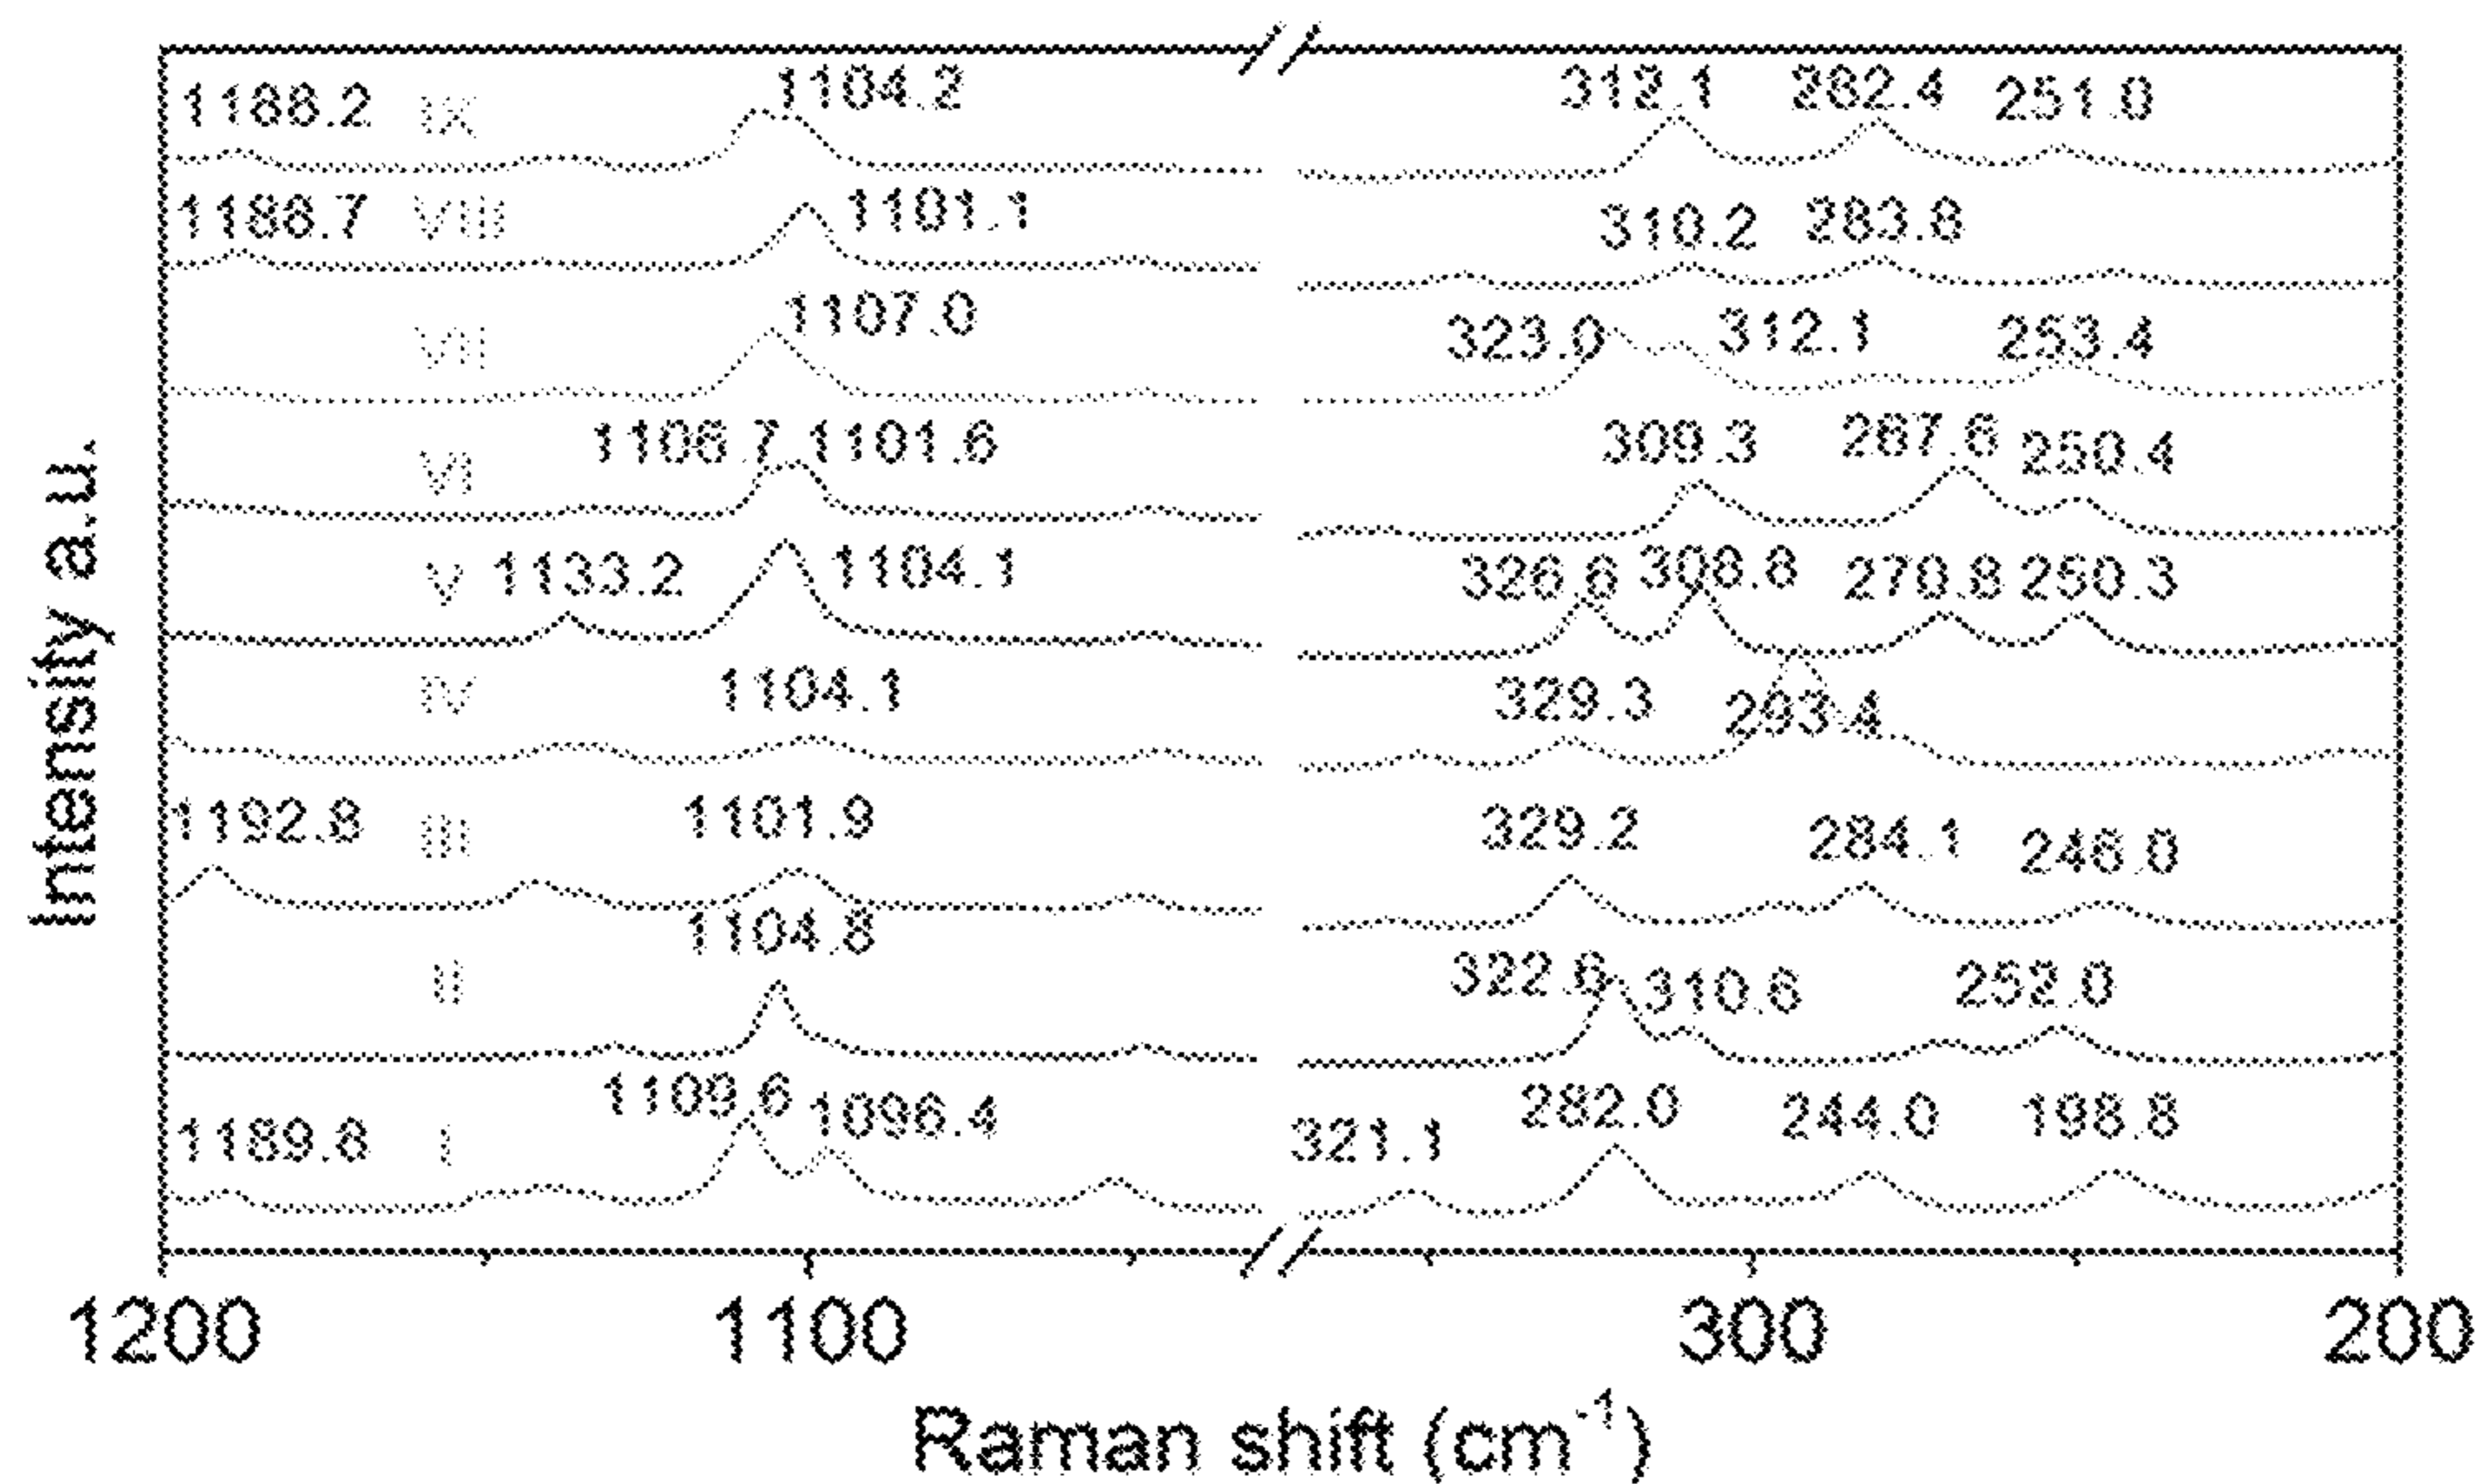 1188.2 IX 1104.2 312.1 282.4 251.0
1186.7 VIII 1101.1 310.2 283.8
VII 1107.0 323.0 312.1 253.4
VI 1106.7 1101.6 309.3 267.6 250.4
V 1133.2 1104.1 326.6 308.8 270.8 250.3
IV 1104.1 329.3 293.4
1192.8 III 1101.9 329.2 284.1 246.0
II 1104.8 310.6 252.0
1189.8 I 1109.6 1096.4 321.1 282.0 244.0 198.8
1200 1100 300 200
Raman shift (cm⁻¹)
Intensity a.u.